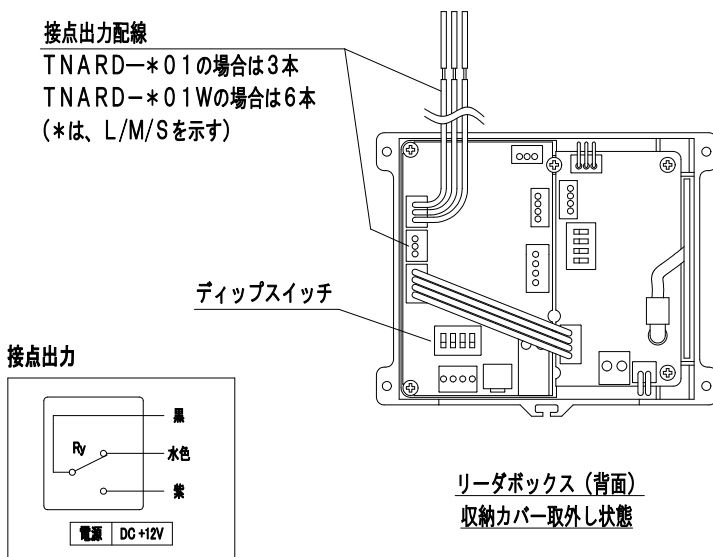 接点出力配線
TNARD－＊01の場合は3本
TNARD－＊01Wの場合は6本
(＊は、L/M/Sを示す)
ディップスイッチ
接点出力
黒
Ry
水色
紫
電源 DC +12V
リーダボックス（背面）
収納カバー取外し状態